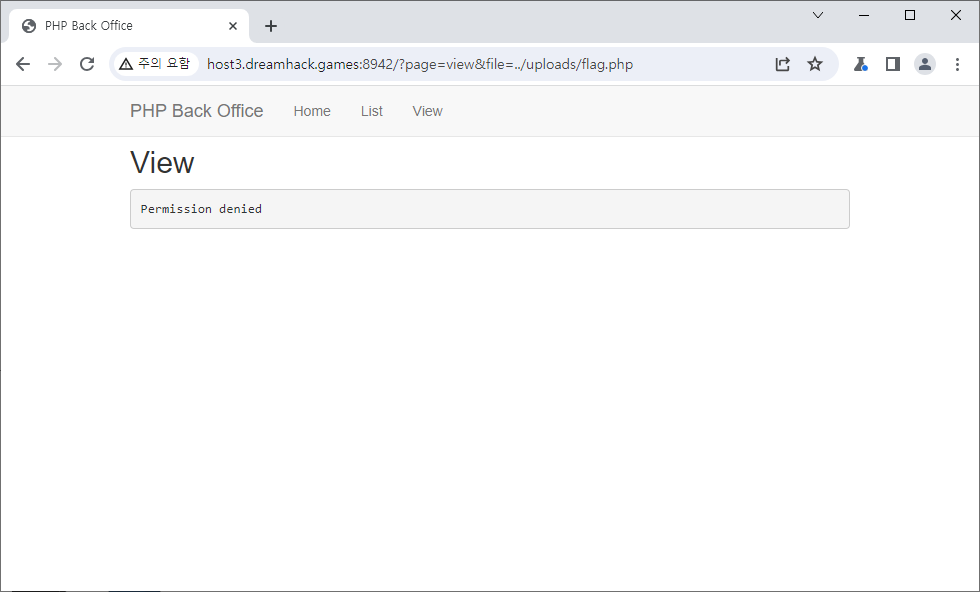 PHP Back Office
주의 요함 host3.dreamhack.games:8942/?page=view&file=../uploads/flag.php
PHP Back Office Home List View
View
Permission denied